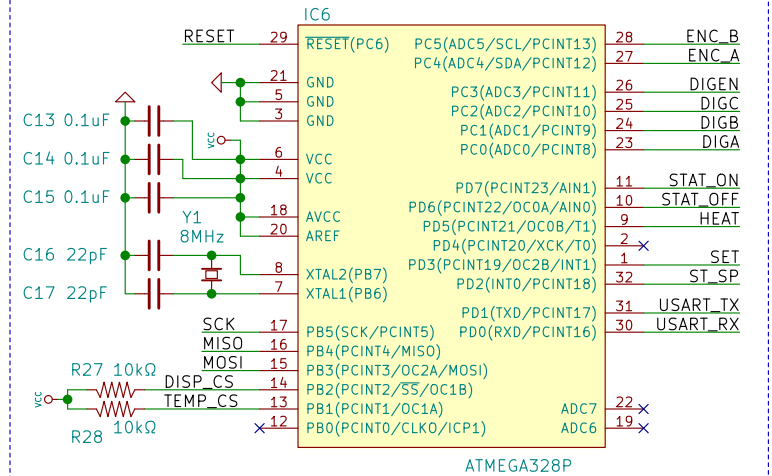 IC6
RESET 29 RESET(PC6) PC5(ADC5/SCL/PCINT13) 28 ENC_B
PC4(ADC4/SDA/PCINT12) 27 ENC_A
21 GND
PC3(ADC3/PCINT11) 26 DIGEN
5 GND
PC2(ADC2/PCINT10) 25 DIGC
C13 0.1uF 3 GND
PC1(ADC1/PCINT9) 24 DIGB
VCC
PC0(ADC0/PCINT8) 23 DIGA
C14 0.1uF 6 VCC
4 VCC
PD7(PCINT23/AIN1) 11 STAT_ON
C15 0.1uF
PD6(PCINT22/OC0A/AIN0) 10 STAT_OFF
Y1 18 AVCC
PD5(PCINT21/OC0B/T1) 9 HEAT
8MHz 20 AREF
PD4(PCINT20/XCK/T0) 2
C16 22pF
PD3(PCINT19/OC2B/INT1) 1 SET
8 XTAL2(PB7)
PD2(INT0/PCINT18) 32 ST_SP
C17 22pF 7 XTAL1(PB6)
PD1(TXD/PCINT17) 31 USART_TX
SCK 17 PB5(SCK/PCINT5) PD0(RXD/PCINT16) 30 USART_RX
MISO 16 PB4(PCINT4/MISO)
MOSI 15 PB3(PCINT3/OC2A/MOSI)
R27 10kΩ DISP_CS 14 PB2(PCINT2/SS/OC1B)
VCC
TEMP_CS 13 PB1(PCINT1/OC1A) ADC7 22
R28 10kΩ 12 PB0(PCINT0/CLKO/ICP1) ADC6 19
ATMEGA328P